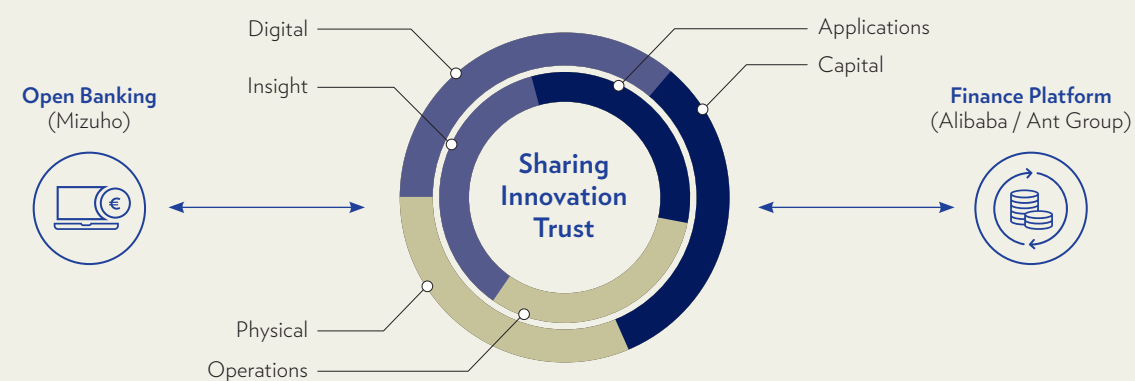 Digital
Insight
Applications
Capital
Open Banking
(Mizuho)
€
Sharing
Innovation
Trust
Finance Platform
(Alibaba / Ant Group)
Physical
Operations